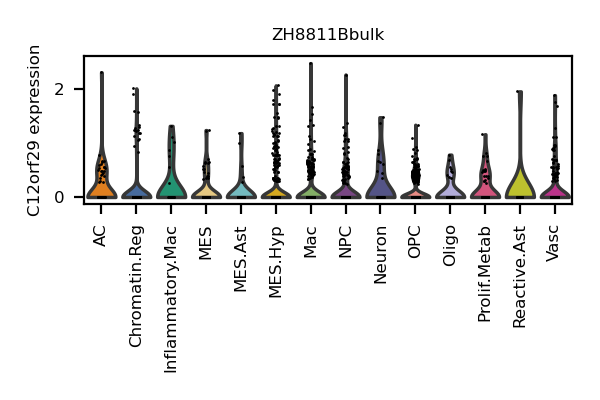 ZH8811Bbulk
C12orf29 expression
2
0
AC
Chromatin.Reg
Inflammatory.Mac
MES
MES.Ast
MES.Hyp
Mac
NPC
Neuron
OPC
Oligo
Prolif.Metab
Reactive.Ast
Vasc